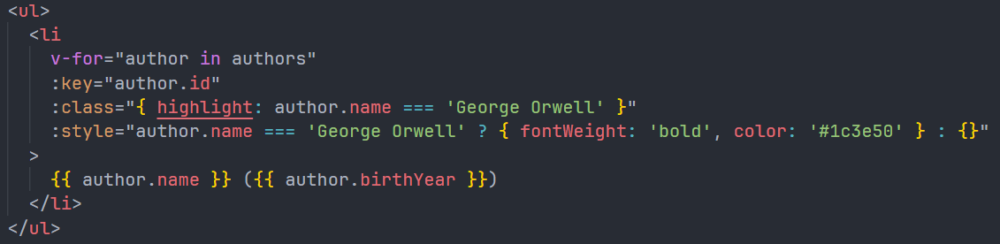 <ul>
  <li
    v-for="author in authors"
    :key="author.id"
    :class="{ highlight: author.name === 'George Orwell' }"
    :style="author.name === 'George Orwell' ? { fontWeight: 'bold', color: '#1c3e50' } : {}"
  >
    {{ author.name }} ({{ author.birthYear }})
  </li>
</ul>